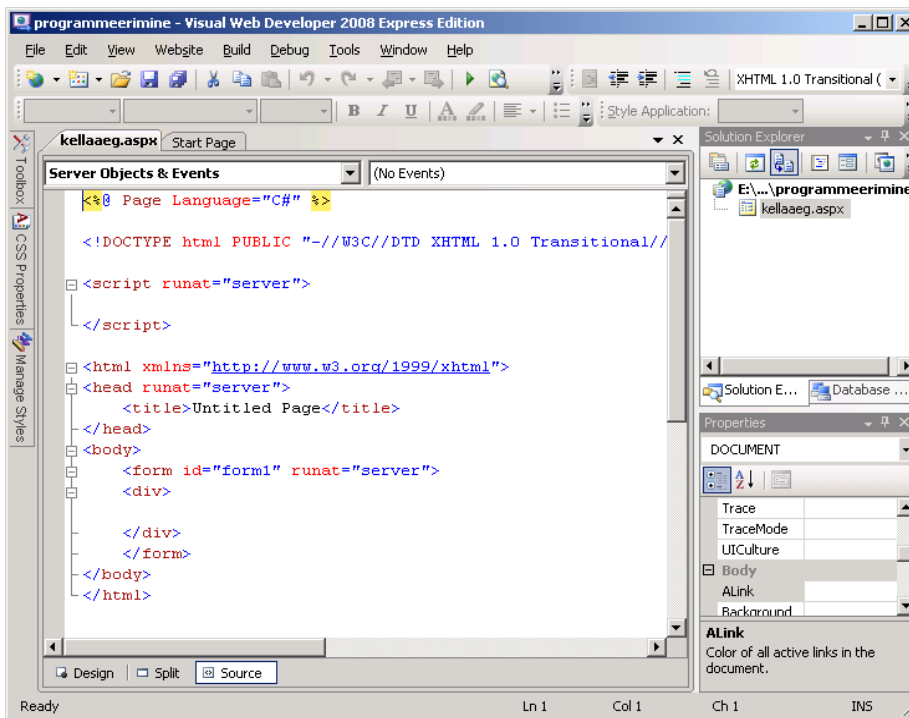 programmeerimine - Visual Web Developer 2008 Express Edition
File Edit View Website Build Debug Tools Window Help
XHTML 1.0 Transitional (
B I U A Style Application:
Toolbox
CSS Properties
Manage Styles
kellaaeg.aspx Start Page
Server Objects & Events (No Events)
<%@ Page Language="C#" %>
<!DOCTYPE html PUBLIC "-//W3C//DTD XHTML 1.0 Transitional//
<script runat="server">
</script>
<html xmlns="http://www.w3.org/1999/xhtml">
<head runat="server">
<title>Untitled Page</title>
</head>
<body>
<form id="form1" runat="server">
<div>
</div>
</form>
</body>
</html>
Design Split Source
Solution Explorer
E:\...\programmeerimine
kellaaeg.aspx
Solution E... Database ...
Properties
DOCUMENT
Trace
TraceMode
UICulture
Body
ALink
Background
ALink
Color of all active links in the
document.
Ready Ln 1 Col 1 Ch 1 INS